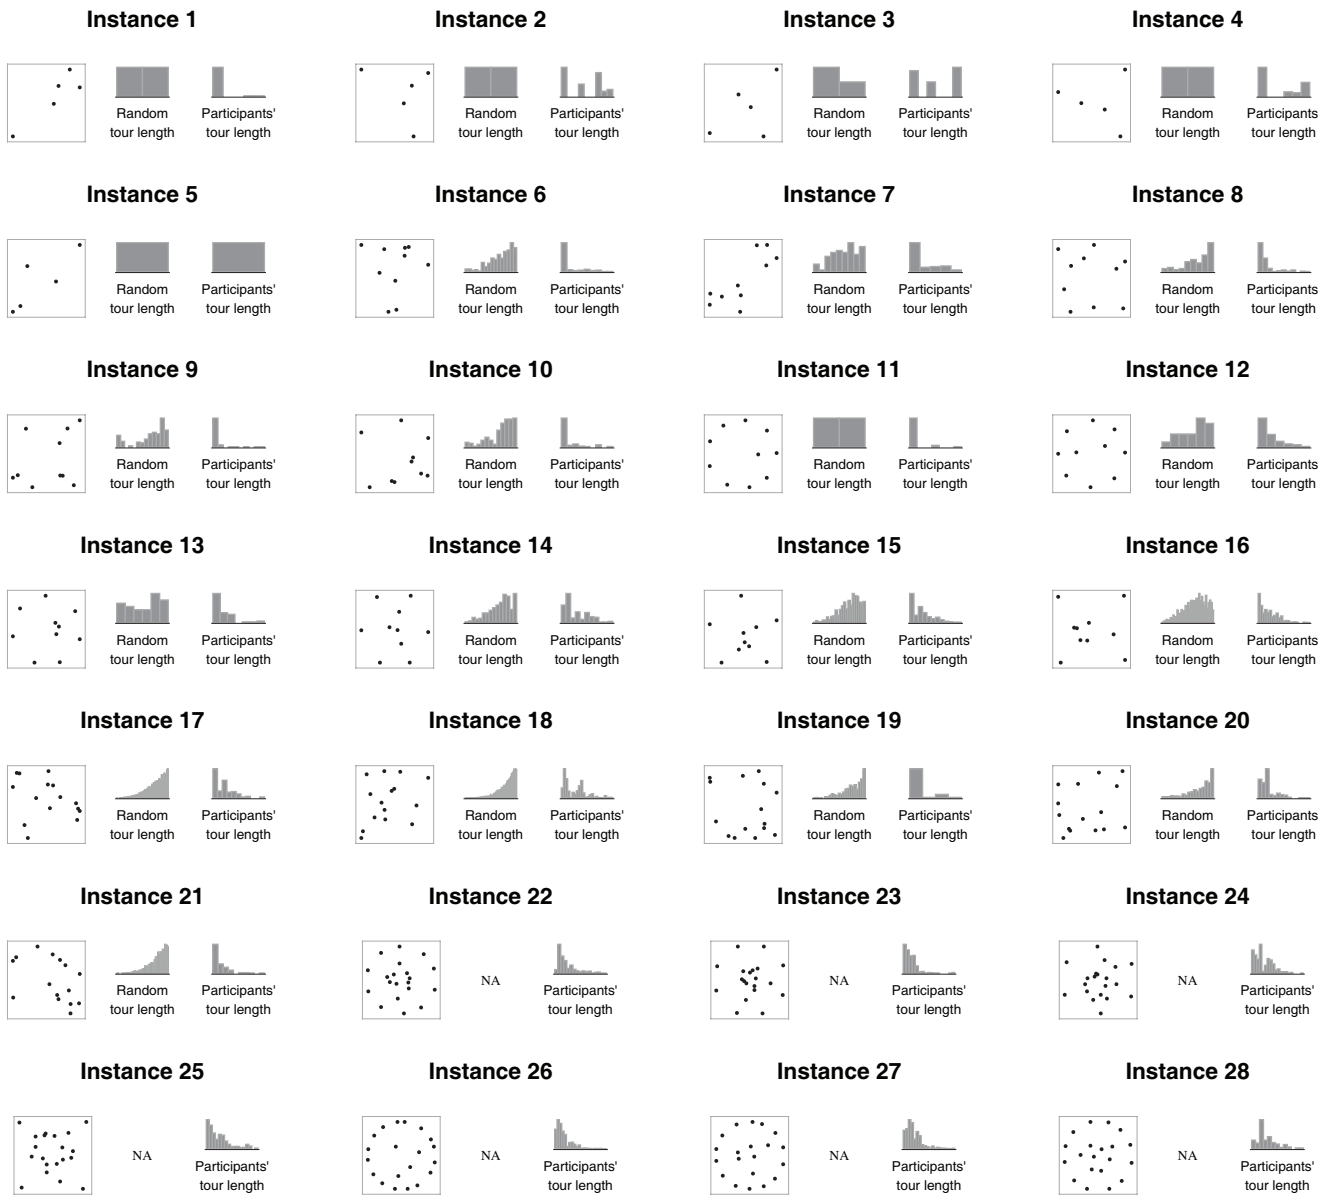 Instance 1 Instance 2 Instance 3 Instance 4
Random Participants' Random Participants' Random Participants' Random Participants'
tour length tour length tour length tour length tour length tour length tour length tour length
Instance 5 Instance 6 Instance 7 Instance 8
Random Participants' Random Participants' Random Participants' Random Participants
tour length tour length tour length tour length tour length tour length tour length tour length
Instance 9 Instance 10 Instance 11 Instance 12
Random Participants' Random Participants' Random Participants' Random Participants
tour length tour length tour length tour length tour length tour length tour length tour length
Instance 13 Instance 14 Instance 15 Instance 16
Random Participants' Random Participants' Random Participants' Random Participants
tour length tour length tour length tour length tour length tour length tour length tour length
Instance 17 Instance 18 Instance 19 Instance 20
Random Participants' Random Participants' Random Participants' Random Participants
tour length tour length tour length tour length tour length tour length tour length tour length
Instance 21 Instance 22 Instance 23 Instance 24
Random Participants' NA Participants' NA Participants' NA Participants'
tour length tour length tour length tour length tour length
Instance 25 Instance 26 Instance 27 Instance 28
NA Participants' NA Participants' NA Participants' NA Participants'
tour length tour length tour length tour length